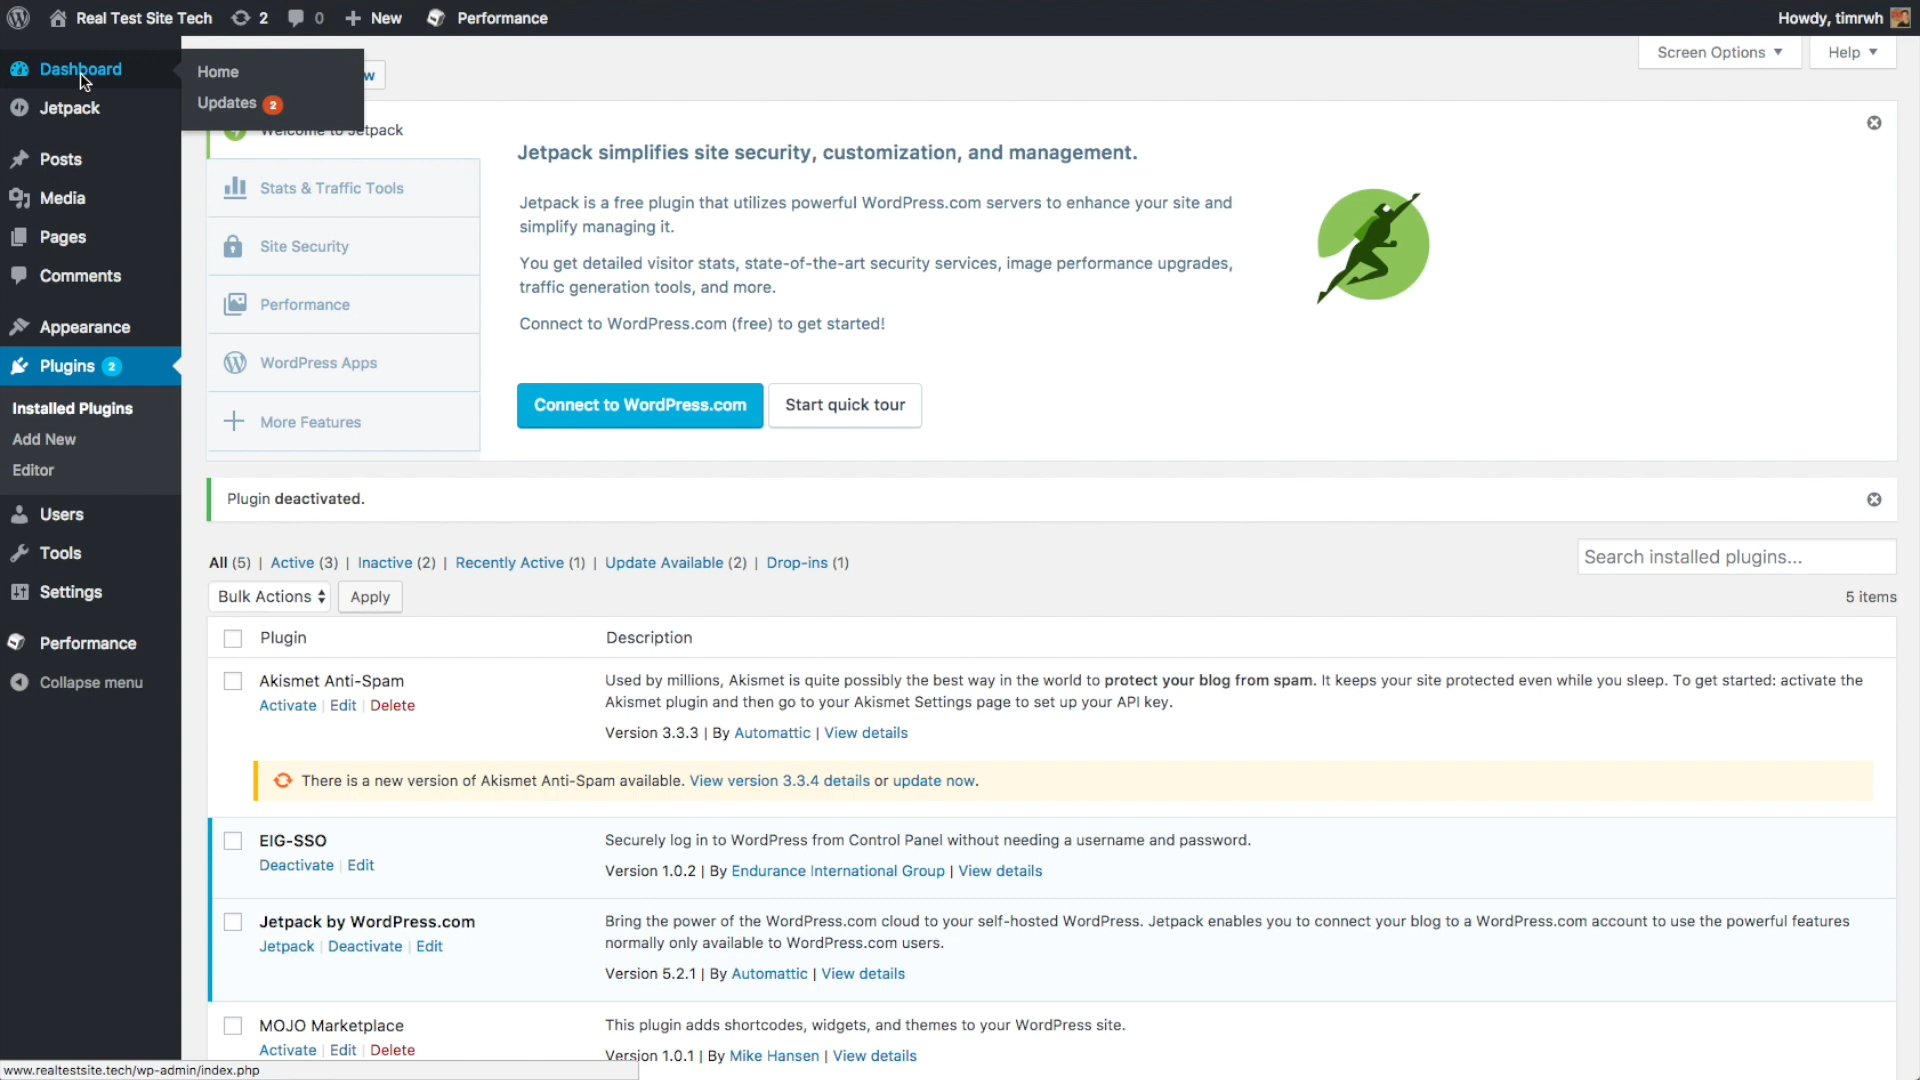 Real Test Site Tech
2
0
New
Performance
Howdy, timrwh
Dashboard
Jetpack
Posts
Media
Pages
Comments
Appearance
Plugins 2
Installed Plugins
Add New
Editor
Users
Tools
Settings
Performance
Collapse menu
Home
Updates 2
w
Screen Options
Help
Welcome to Jetpack
Stats & Traffic Tools
Site Security
Performance
WordPress Apps
More Features
Jetpack simplifies site security, customization, and management.
Jetpack is a free plugin that utilizes powerful WordPress.com servers to enhance your site and
simplify managing it.
You get detailed visitor stats, state-of-the-art security services, image performance upgrades,
traffic generation tools, and more.
Connect to WordPress.com (free) to get started!
Connect to WordPress.com
Start quick tour
Plugin deactivated.
All (5) | Active (3) | Inactive (2) | Recently Active (1) | Update Available (2) | Drop-ins (1)
Search installed plugins...
Bulk Actions
Apply
5 items
Plugin
Description
Akismet Anti-Spam
Activate | Edit | Delete
Used by millions, Akismet is quite possibly the best way in the world to protect your blog from spam. It keeps your site protected even while you sleep. To get started: activate the
Akismet plugin and then go to your Akismet Settings page to set up your API key.
Version 3.3.3 | By Automattic | View details
There is a new version of Akismet Anti-Spam available. View version 3.3.4 details or update now.
EIG-SSO
Deactivate | Edit
Securely log in to WordPress from Control Panel without needing a username and password.
Version 1.0.2 | By Endurance International Group | View details
Jetpack by WordPress.com
Jetpack | Deactivate | Edit
Bring the power of the WordPress.com cloud to your self-hosted WordPress. Jetpack enables you to connect your blog to a WordPress.com account to use the powerful features
normally only available to WordPress.com users.
Version 5.2.1 | By Automattic | View details
MOJO Marketplace
Activate | Edit | Delete
This plugin adds shortcodes, widgets, and themes to your WordPress site.
Version 1.0.1 | By Mike Hansen | View details
www.realtestsite.tech/wp-admin/index.php